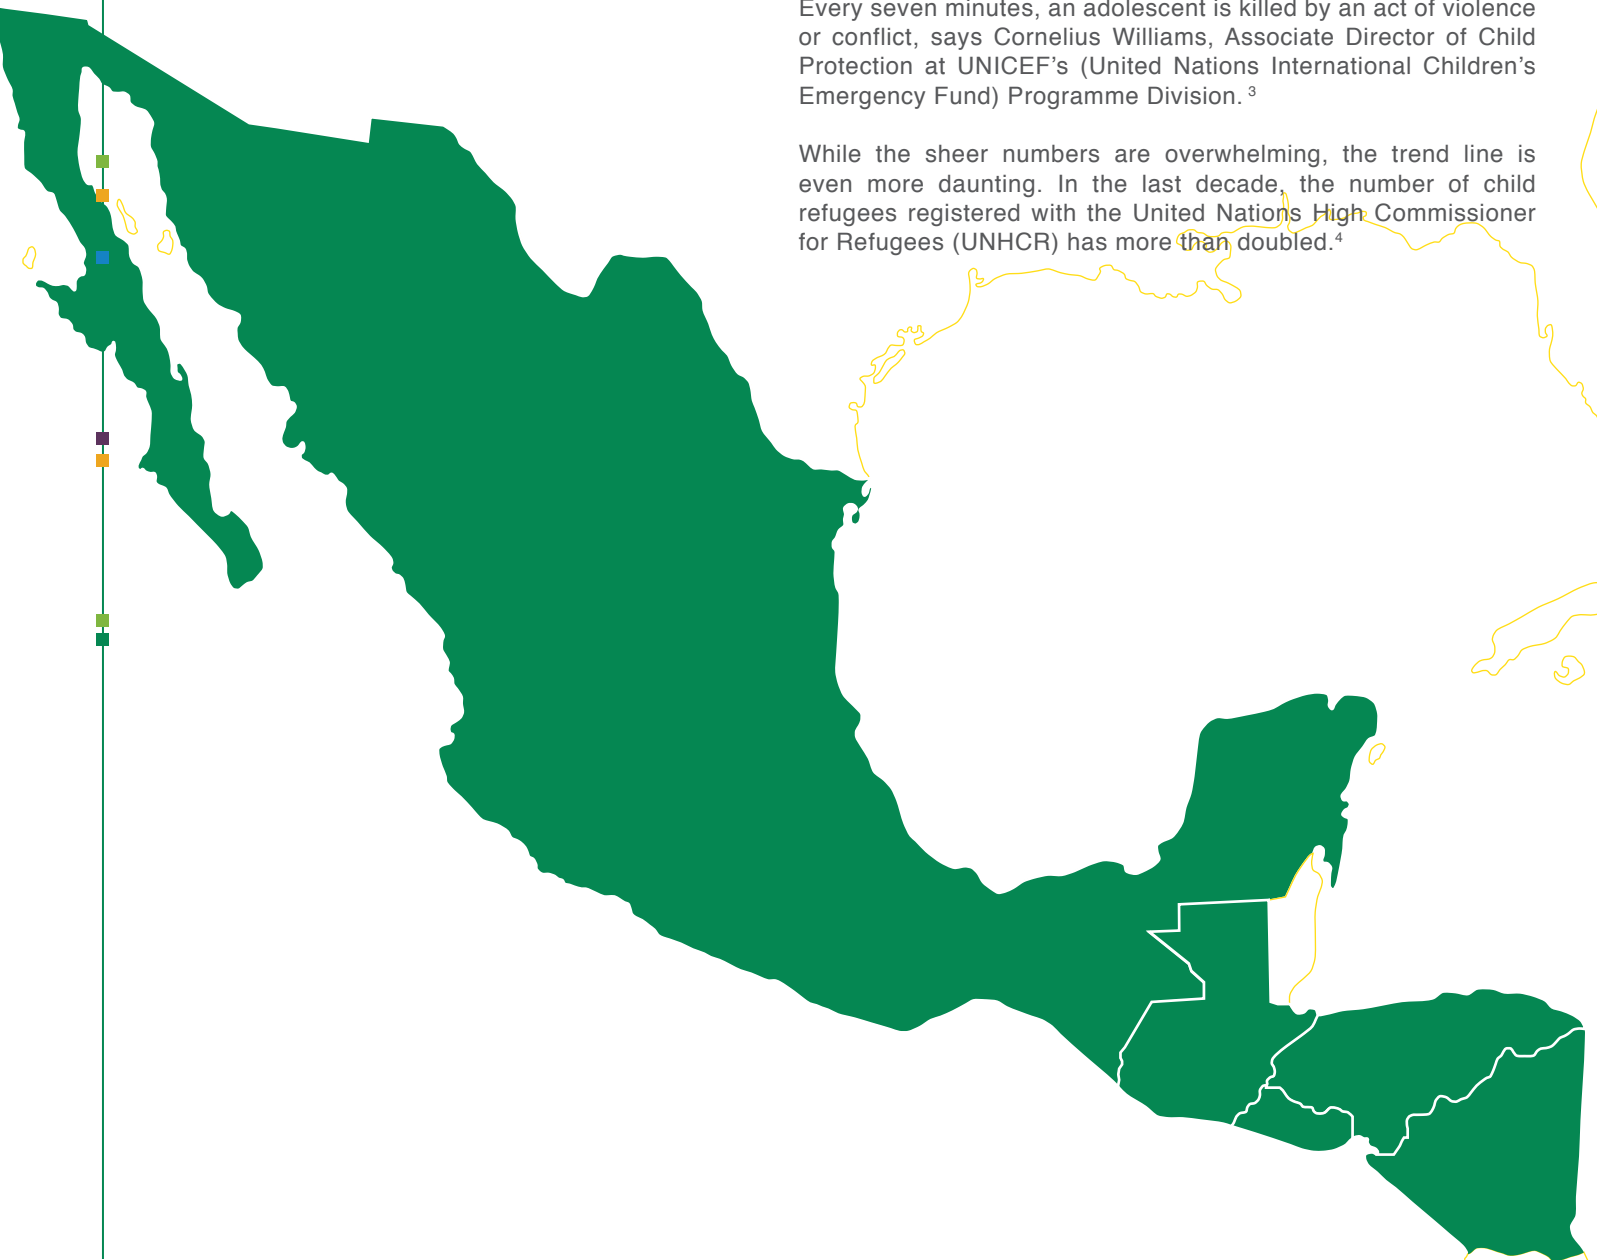 Every seven minutes, an adolescent is killed by an act of violence
or conflict, says Cornelius Williams, Associate Director of Child
Protection at UNICEF’s (United Nations International Children’s
Emergency Fund) Programme Division. 3
While the sheer numbers are overwhelming, the trend line is
even more daunting. In the last decade, the number of child
refugees registered with the United Nations High Commissioner
for Refugees (UNHCR) has more than doubled.4